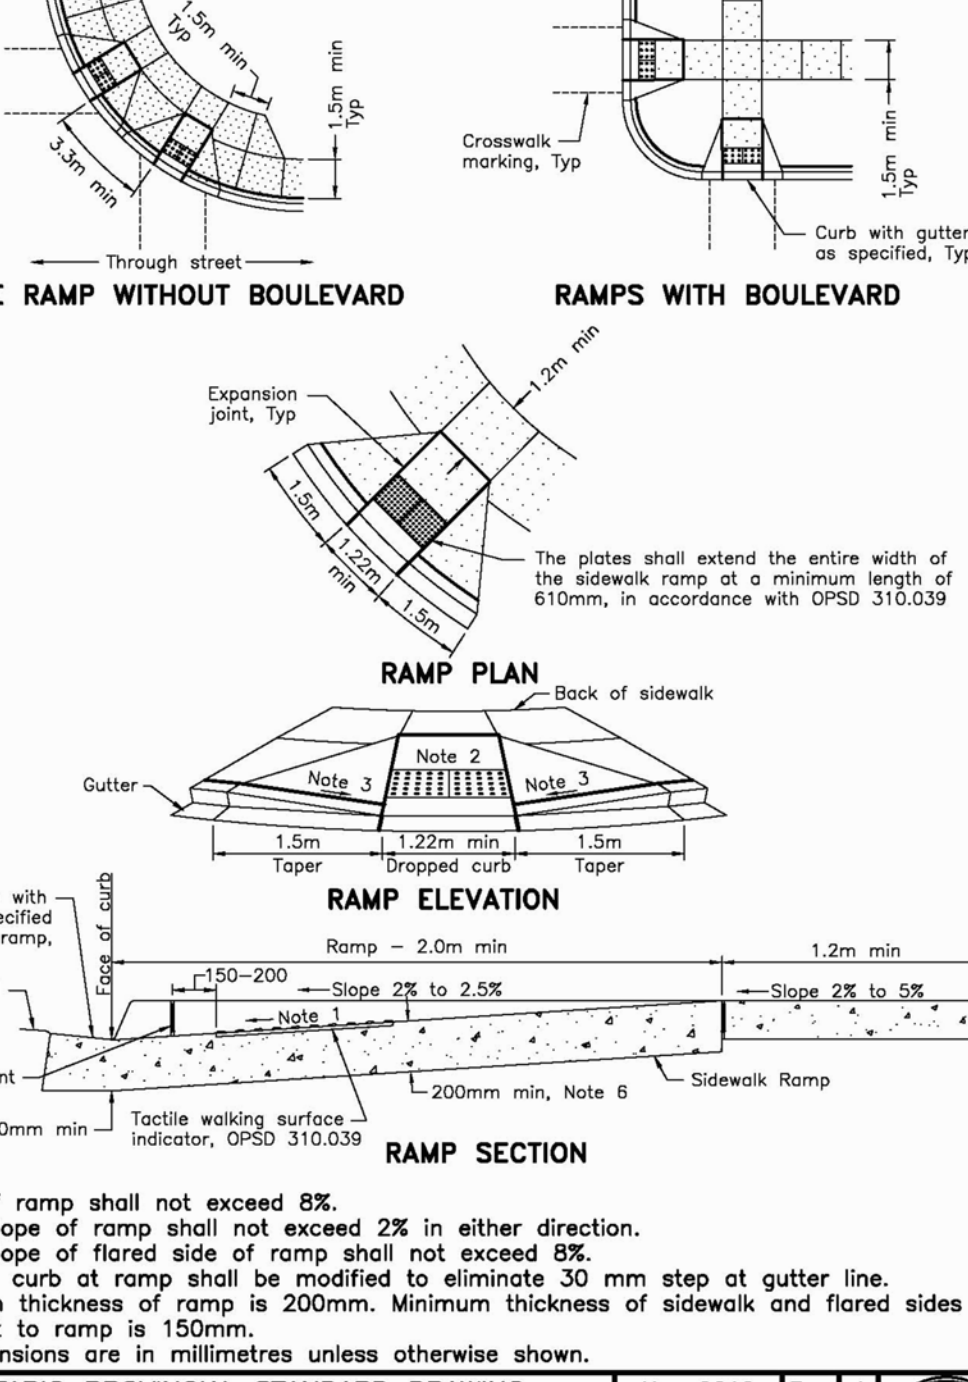 1.5m min
Typ
1.5m min
Typ
3.3m min
Through street
RAMP WITHOUT BOULEVARD
Crosswalk
marking, Typ
1.5m min
Typ
Curb with gutter
as specified, Typ
RAMPS WITH BOULEVARD
1.2m min
Expansion
joint, Typ
1.5m
1.22m
min
1.5m
The plates shall extend the entire width of
the sidewalk ramp at a minimum length of
610mm, in accordance with OPSD 310.039
RAMP PLAN
Back of sidewalk
Note 2
Gutter
Note 3
Note 3
1.5m
Taper
1.22m min
Dropped curb
1.5m
Taper
RAMP ELEVATION
with
ecified
ramp,
Face of curb
Ramp – 2.0m min
1.2m min
150–200
Slope 2% to 2.5%
Slope 2% to 5%
Note 1
nt
200mm min, Note 6
Sidewalk Ramp
0mm min
Tactile walking surface
indicator, OPSD 310.039
RAMP SECTION
ramp shall not exceed 8%.
ope of ramp shall not exceed 2% in either direction.
ope of flared side of ramp shall not exceed 8%.
curb at ramp shall be modified to eliminate 30 mm step at gutter line.
thickness of ramp is 200mm. Minimum thickness of sidewalk and flared sides
to ramp is 150mm.
nsions are in millimetres unless otherwise shown.